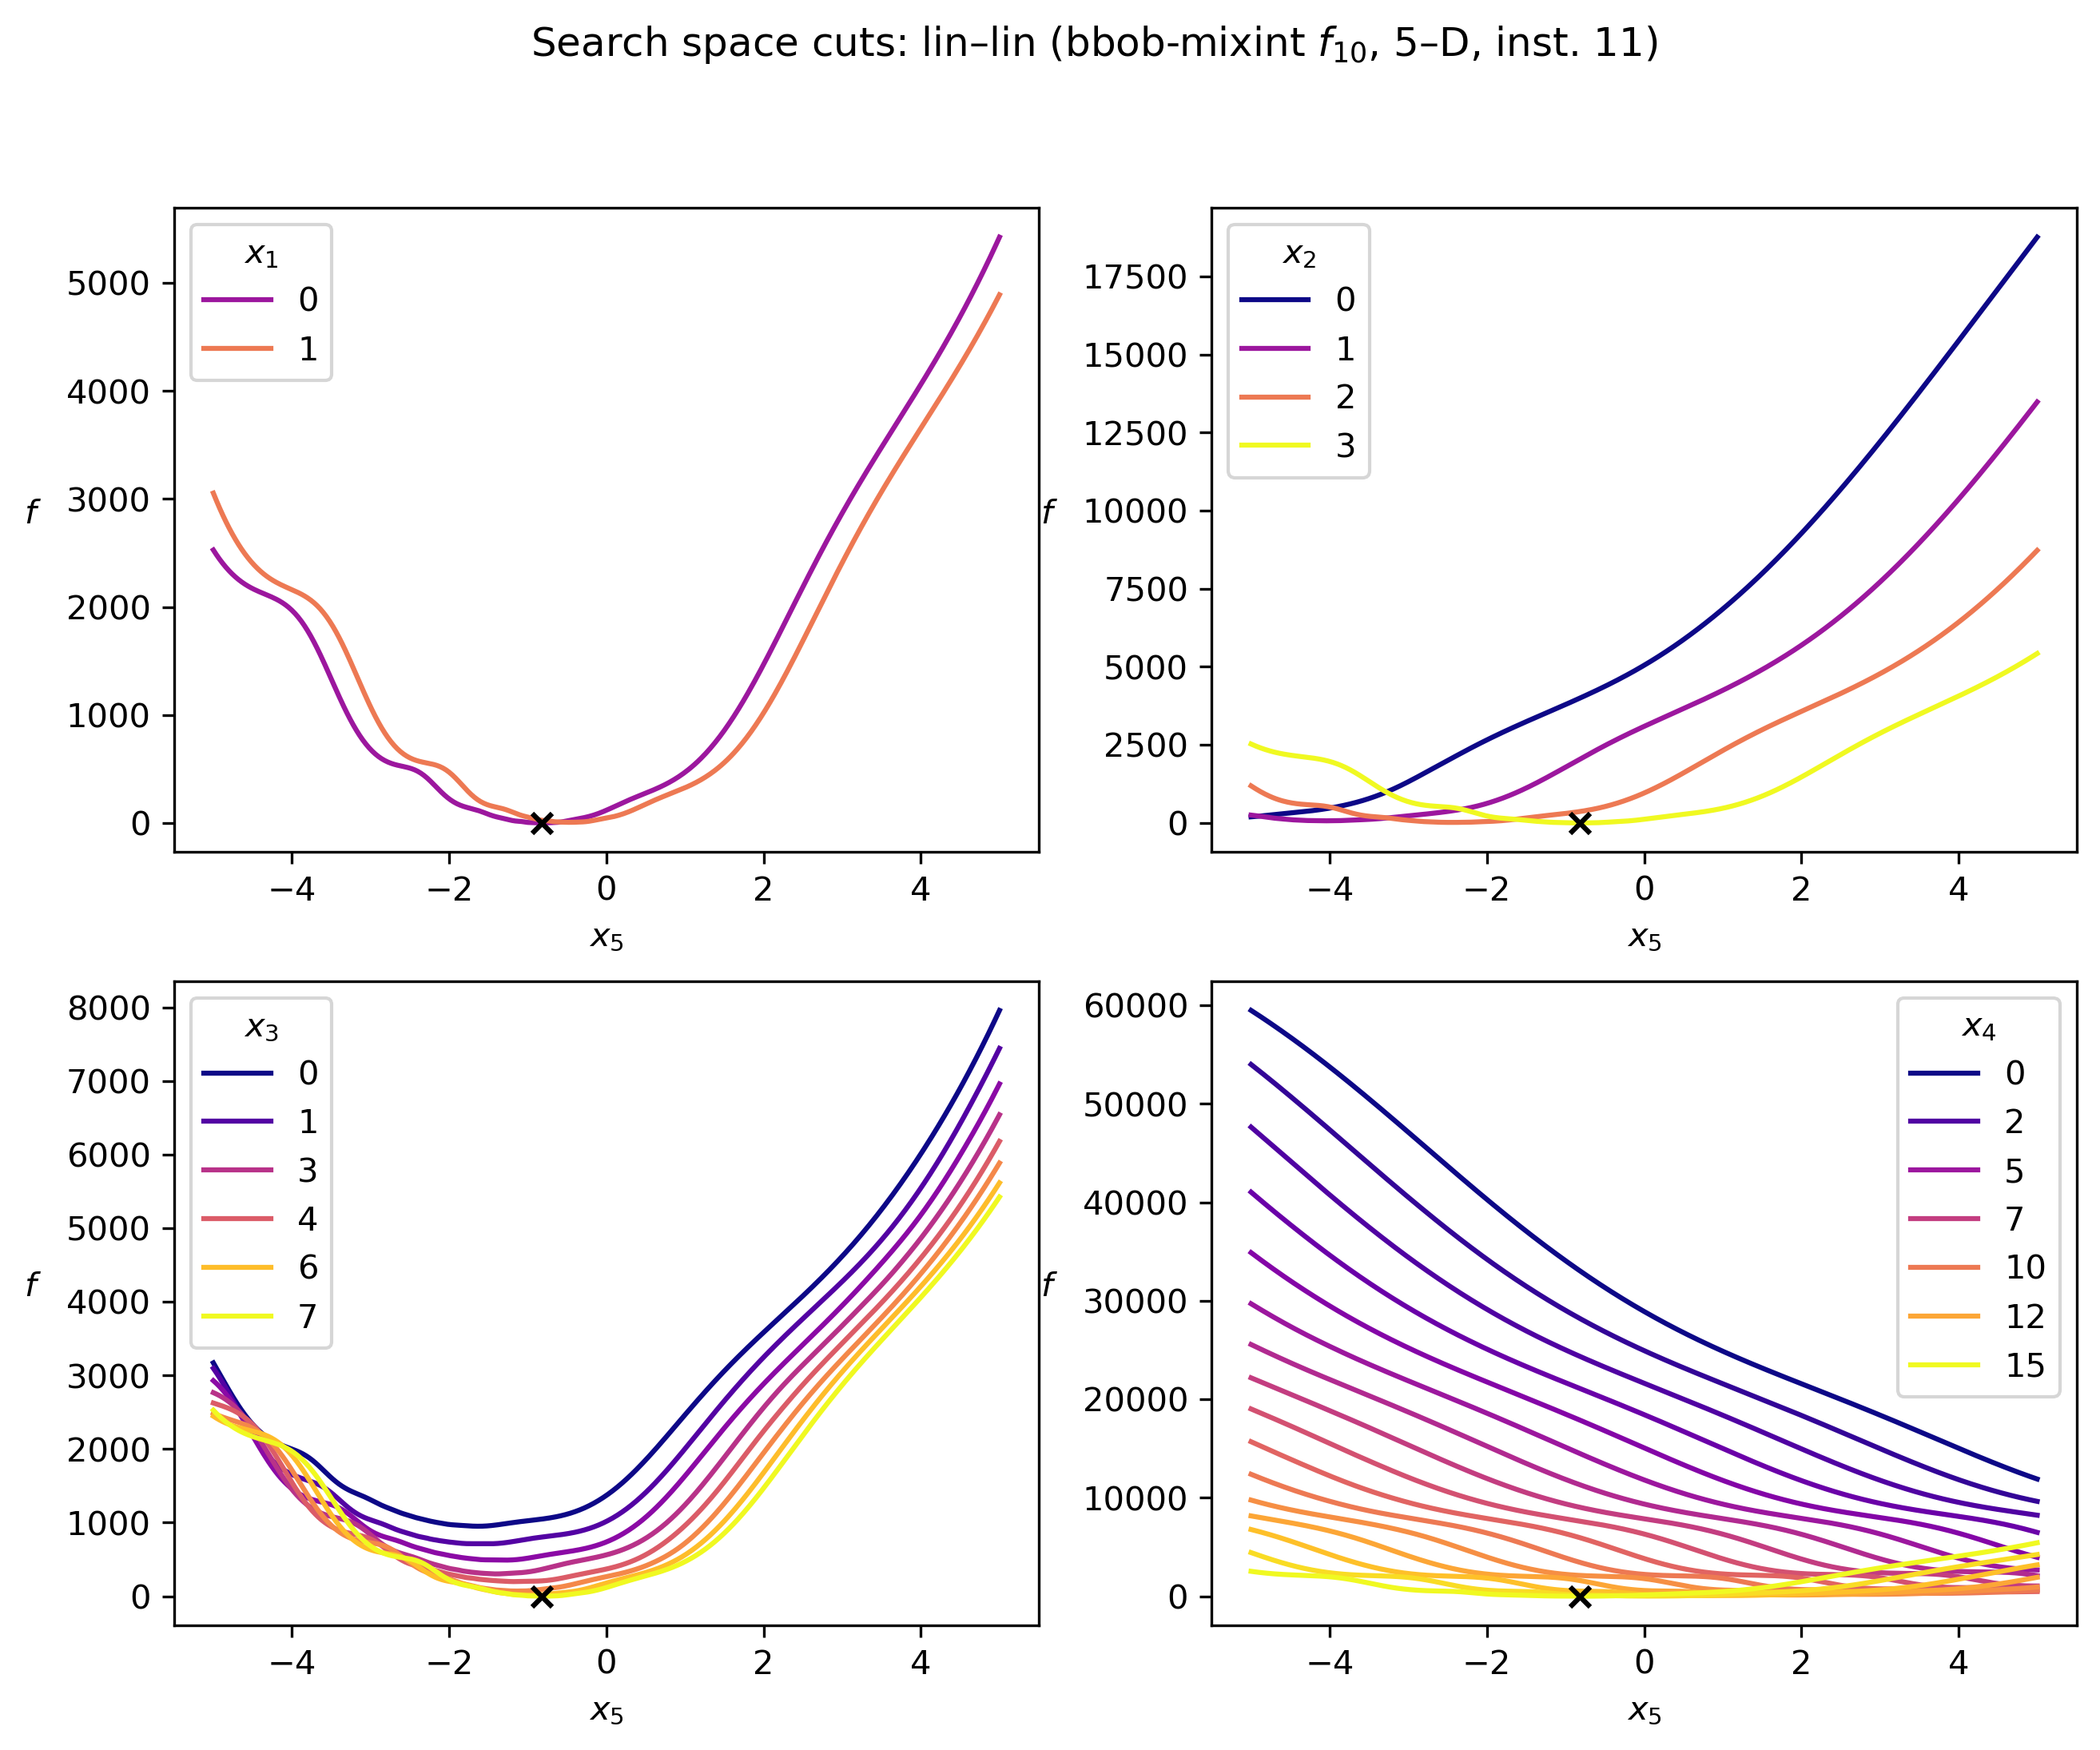 Search space cuts: lin–lin (bbob-mixint f10, 5–D, inst. 11)
x1
0
1
5000
4000
3000
2000
1000
0
f
−4 −2 0 2 4
x5
x2
0
1
2
3
17500
15000
12500
10000
7500
5000
2500
0
f
−4 −2 0 2 4
x5
x3
0
1
3
4
6
7
8000
7000
6000
5000
4000
3000
2000
1000
0
f
−4 −2 0 2 4
x5
x4
0
2
5
7
10
12
15
60000
50000
40000
30000
20000
10000
0
f
−4 −2 0 2 4
x5